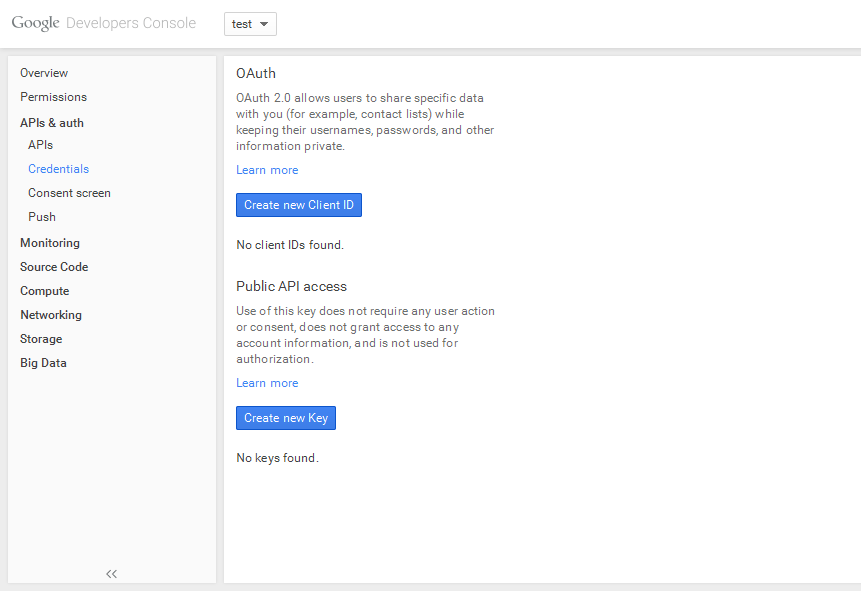 Google Developers Console
test
Overview
Permissions
APIs & auth
APIs
Credentials
Consent screen
Push
Monitoring
Source Code
Compute
Networking
Storage
Big Data
OAuth
OAuth 2.0 allows users to share specific data
with you (for example, contact lists) while
keeping their usernames, passwords, and other
information private.
Learn more
Create new Client ID
No client IDs found.
Public API access
Use of this key does not require any user action
or consent, does not grant access to any
account information, and is not used for
authorization.
Learn more
Create new Key
No keys found.